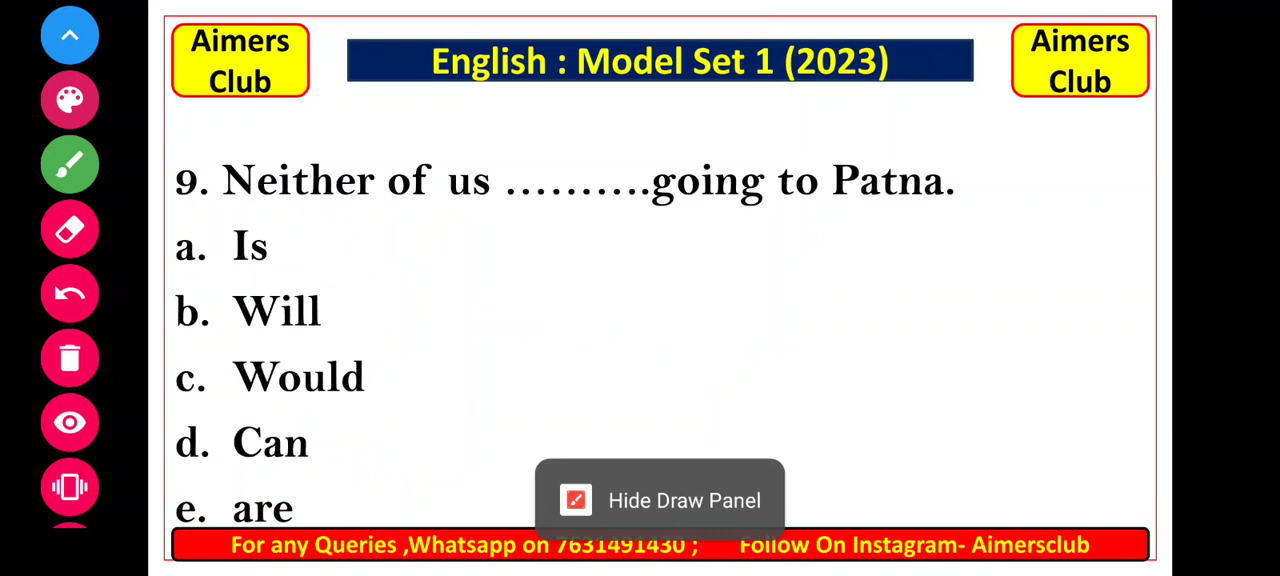 Aimers
Club
English : Model Set 1 (2023)
Aimers
Club
9. Neither of us ..........going to Patna.
a. Is
b. Will
c. Would
d. Can
e. are
Hide Draw Panel
For any Queries ,Whatsapp on 7631491430 ; Follow On Instagram- Aimersclub